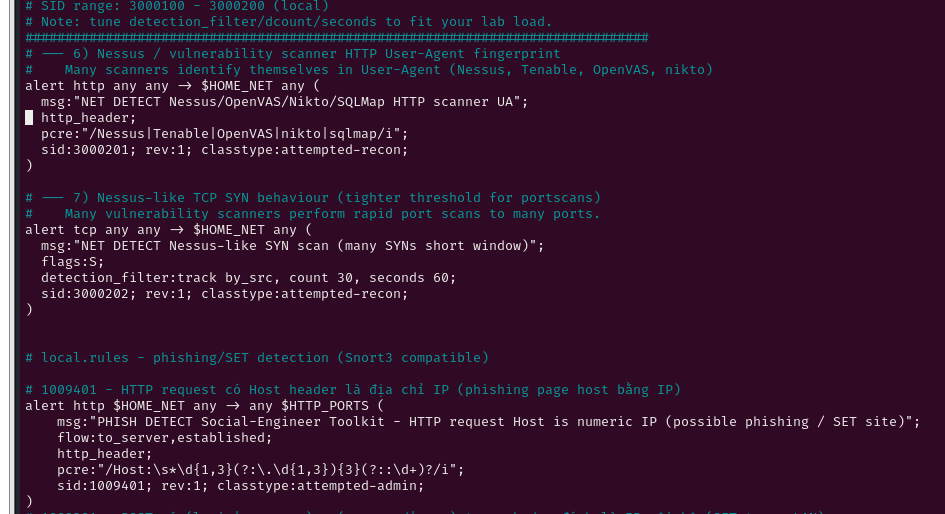 # SID range: 3000100 - 3000200 (local)
# Note: tune detection_filter/dcount/seconds to fit your lab load.
##############################################################################
# —— 6) Nessus / vulnerability scanner HTTP User-Agent fingerprint
#    Many scanners identify themselves in User-Agent (Nessus, Tenable, OpenVAS, nikto)
alert http any any -> $HOME_NET any (
  msg:"NET DETECT Nessus/OpenVAS/Nikto/SQLMap HTTP scanner UA";
  http_header;
  pcre:"/Nessus|Tenable|OpenVAS|nikto|sqlmap/i";
  sid:3000201; rev:1; classtype:attempted-recon;
)
# —— 7) Nessus-like TCP SYN behaviour (tighter threshold for portscans)
#    Many vulnerability scanners perform rapid port scans to many ports.
alert tcp any any -> $HOME_NET any (
  msg:"NET DETECT Nessus-like SYN scan (many SYNs short window)";
  flags:S;
  detection_filter:track by_src, count 30, seconds 60;
  sid:3000202; rev:1; classtype:attempted-recon;
)
# local.rules - phishing/SET detection (Snort3 compatible)
# 1009401 - HTTP request có Host header là địa chỉ IP (phishing page host bằng IP)
alert http $HOME_NET any -> any $HTTP_PORTS (
    msg:"PHISH DETECT Social-Engineer Toolkit - HTTP request Host is numeric IP (possible phishing / SET site)";
    flow:to_server,established;
    http_header;
    pcre:"/Host:\s*\d{1,3}(?:\.\d{1,3}){3}(?::\d+)?/i";
    sid:1009401; rev:1; classtype:attempted-admin;
)